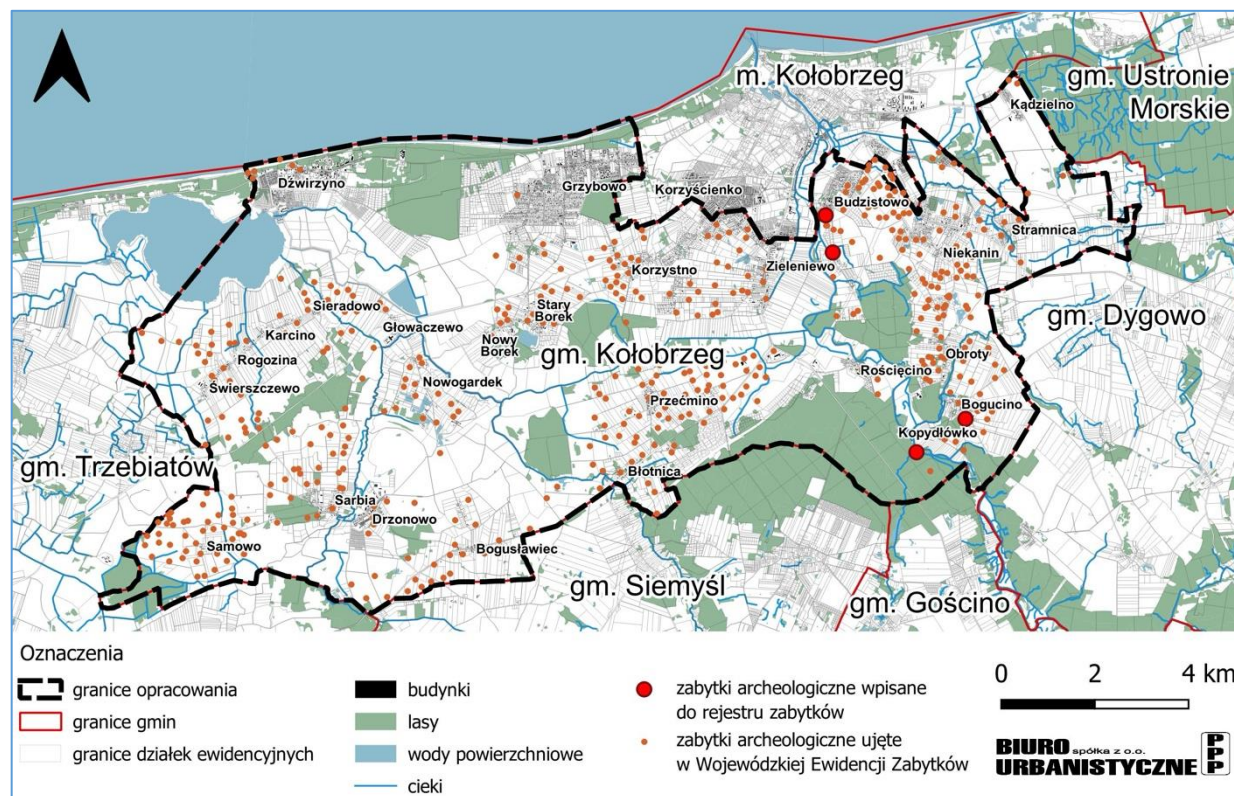 m. Kołobrzeg
gm. Ustronie
Morskie
Kądzielno
Dźwirzyno
Grzybowo
Korzyścienko
Budzistowo
Stramnica
Niekanin
Zieleniewo
Korzystno
Sieradowo
Stary
Borek
Głowaczewo
Karcino
Nowy
Borek
gm. Kołobrzeg
gm. Dygowo
Rogozina
Obroty
Rościęcino
Świerszczewo
Nowogardek
Przećmino
Bogucino
Kopydłówko
gm. Trzebiatów
Błotnica
Sarbia
Drzonowo
Samowo
Bogusławiec
gm. Siemyśl
gm. Gościno
Oznaczenia
granice opracowania
granice gmin
granice działek ewidencyjnych
budynki
lasy
wody powierzchniowe
cieki
zabytki archeologiczne wpisane
do rejestru zabytków
zabytki archeologiczne ujęte
w Wojewódzkiej Ewidencji Zabytków
0 2 4 km
BIURO spółka z o.o.
URBANISTYCZNE
P
P
P